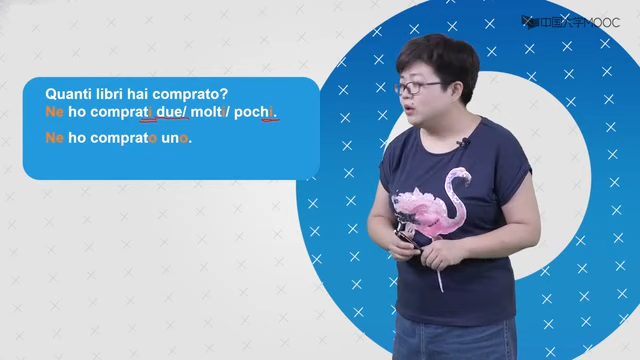 中国大学MOOC
Quanti libri hai comprato?
Ne ho comprati due/ molti/ pochi.
Ne ho comprato uno.